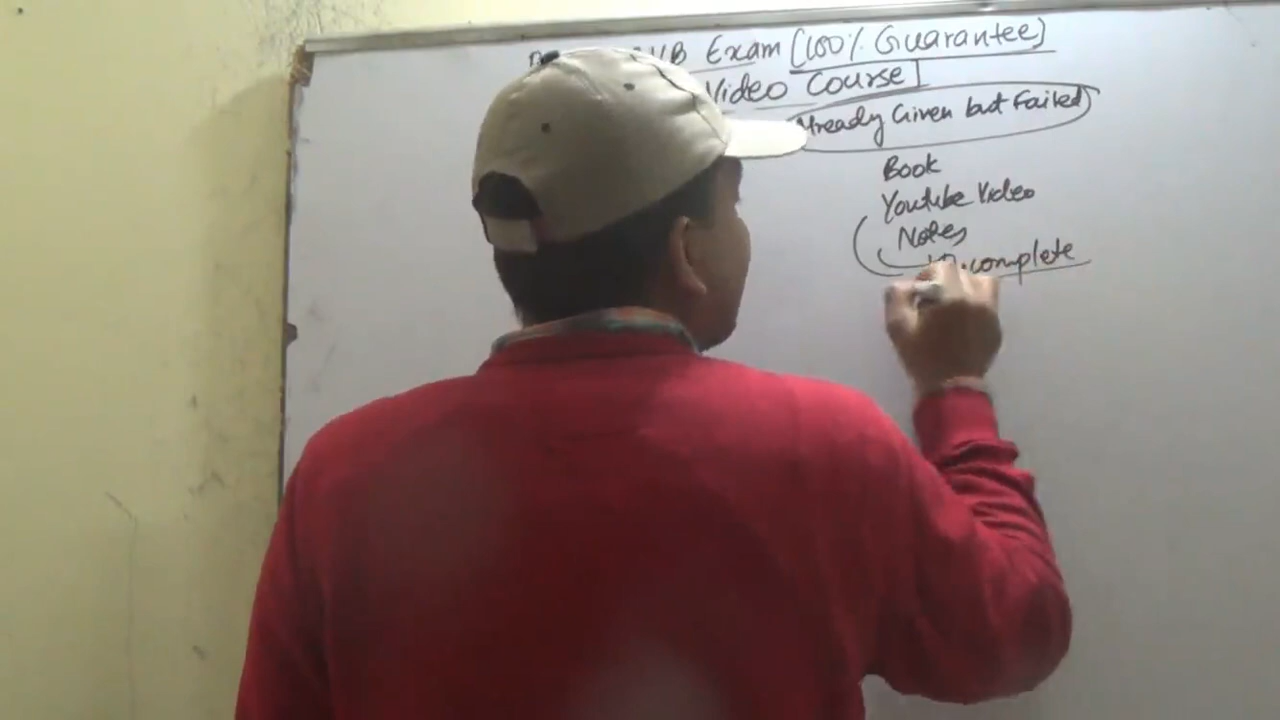 Exam [100% Guarantee]
Video Course]
Already Given but Failed
Book
Youtube Video
Notes
complete